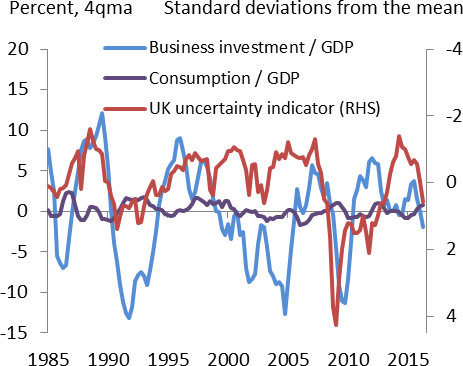 Percent, 4qma Standard deviations from the mean
20 -4
Business investment / GDP
15
Consumption / GDP
-2
10 UK uncertainty indicator (RHS)
5
0
0
-5 2
-10
4
-15
1985 1990 1995 2000 2005 2010 2015